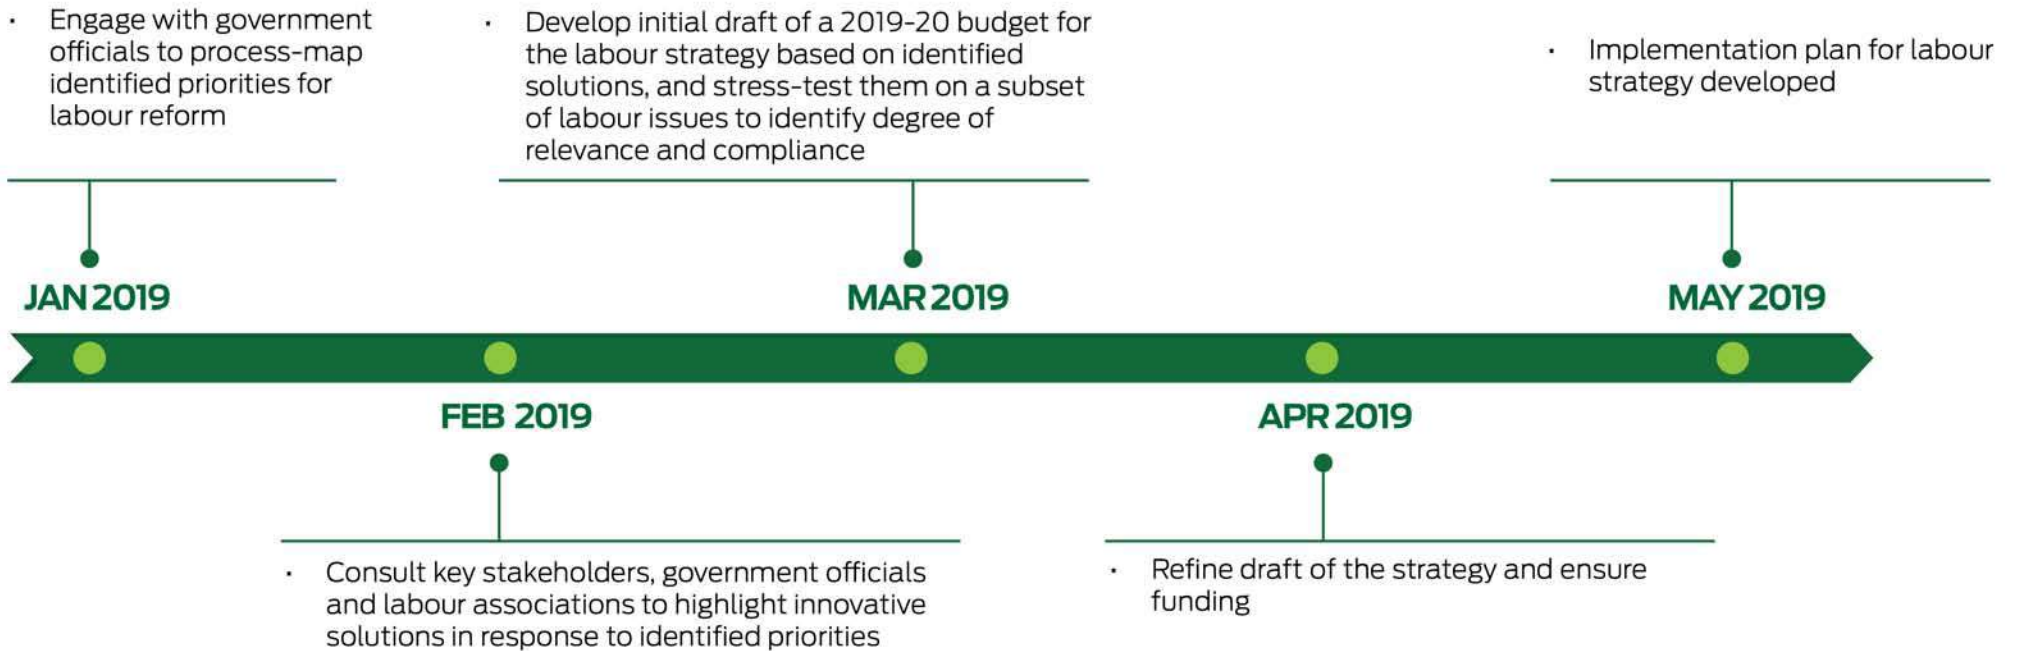 · Engage with government
officials to process-map
identified priorities for
labour reform
· Develop initial draft of a 2019-20 budget for
the labour strategy based on identified
solutions, and stress-test them on a subset
of labour issues to identify degree of
relevance and compliance
· Implementation plan for labour
strategy developed
JAN 2019
MAR 2019
MAY 2019
FEB 2019
APR 2019
· Consult key stakeholders, government officials
and labour associations to highlight innovative
solutions in response to identified priorities
· Refine draft of the strategy and ensure
funding